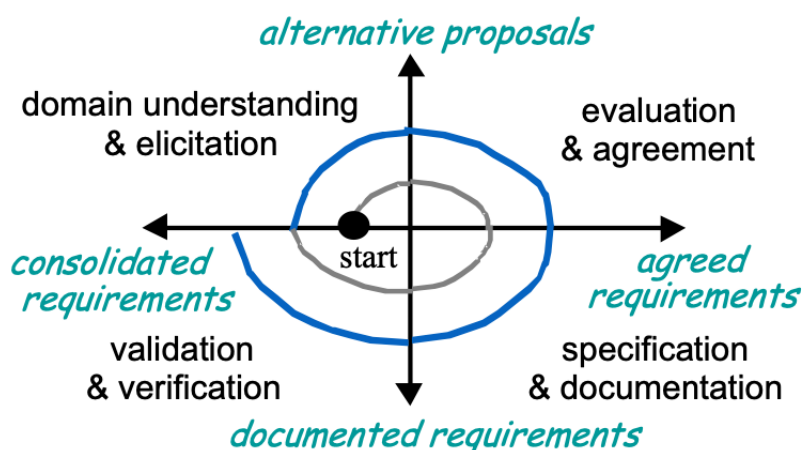 alternative proposals
domain understanding
& elicitation
evaluation
& agreement
start
consolidated
requirements
agreed
requirements
validation
& verification
specification
& documentation
documented requirements